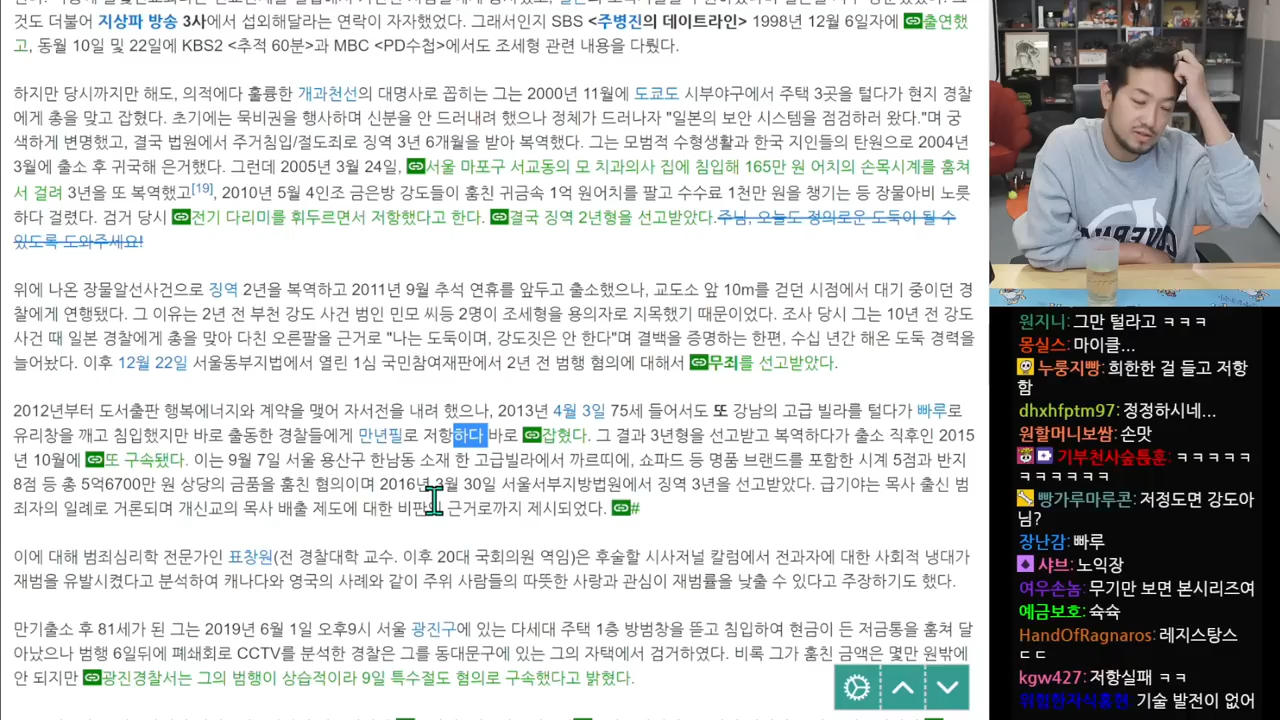 것도 더불어 지상파 방송 3사에서 섭외해달라는 연락이 자자했었다. 그래서인지 SBS <주병진의 데이트라인> 1998년 12월 6일자에 출연했
고, 동월 10일 및 22일에 KBS2 <추적 60분>과 MBC <PD수첩>에서도 조세형 관련 내용을 다뤘다.
하지만 당시까지만 해도, 의적에다 훌륭한 개과천선의 대명사로 꼽히는 그는 2000년 11월에 도쿄도 시부야구에서 주택 3곳을 털다가 현지 경찰
에게 총을 맞고 잡혔다. 초기에는 묵비권을 행사하며 신분을 안 드러내려 했으나 정체가 드러나자 "일본의 보안 시스템을 점검하러 왔다."며 궁
색하게 변명했고, 결국 법원에서 주거침입/절도죄로 징역 3년 6개월을 받아 복역했다. 그는 모범적 수형생활과 한국 지인들의 탄원으로 2004년
3월에 출소 후 귀국해 은거했다. 그런데 2005년 3월 24일, 서울 마포구 서교동의 모 치과의사 집에 침입해 165만 원 어치의 손목시계를 훔쳐
서 걸려 3년을 또 복역했고[19], 2010년 5월 4인조 금은방 강도들이 훔친 귀금속 1억 원어치를 팔고 수수료 1천만 원을 챙기는 등 장물아비 노릇
하다 걸렸다. 검거 당시 전기 다리미를 휘두르면서 저항했다고 한다. 결국 징역 2년형을 선고받았다.주님, 오늘도 정의로운 도둑이 될 수
있도록 도와주세요!
위에 나온 장물알선사건으로 징역 2년을 복역하고 2011년 9월 추석 연휴를 앞두고 출소했으나, 교도소 앞 10m를 걷던 시점에서 대기 중이던 경
찰에게 연행됐다. 그 이유는 2년 전 부천 강도 사건 범인 민모 씨등 2명이 조세형을 용의자로 지목했기 때문이었다. 조사 당시 그는 10년 전 강도
사건 때 일본 경찰에게 총을 맞아 다친 오른팔을 근거로 "나는 도둑이며, 강도짓은 안 한다"며 결백을 증명하는 한편, 수십 년간 해온 도둑 경력을
늘어놨다. 이후 12월 22일 서울동부지법에서 열린 당신 국민참여재판에서 2년 전 범행 혐의에 대해서 무죄를 선고받았다.
2012년부터 도서출판 행복에너지와 계약을 맺어 자서전을 내려 했으나, 2013년 4월 3일 75세 들어서도 또 강남의 고급 빌라를 털다가 빠루로
유리장을 깨고 침입했지만 바로 출동한 경찰들에게 만년필로 저항하다 바로 잡혔다. 그 결과 3년형을 선고받고 복역하다가 출소 직후인 2015
년 10월에 또 구속됐다. 이는 9월 7일 서울 용산구 한남동 소재 한 고급빌라에서 까르띠에, 쇼파드 등 명품 브랜드를 포함한 시계 5점과 반지
8점 등 총 5억6700만 원 상당의 금품을 훔친 혐의로 2016년 3월 30일 서울서부지방법원에서 징역 3년을 선고받았다. 급기야는 목사 출신 범
죄자의 일례로 거론되며 개신교의 목사 배출 제도에 대한 비판의 근거로까지 제시되었다. #
이에 대해 범죄심리학 전문가인 표창원(전 경찰대학 교수, 이후 20대 국회의원 역임)은 후술할 시사저널 칼럼에서 전과자에 대한 사회적 냉대가
재범을 유발시켰다고 분석하여 캐나다와 영국의 사례와 같이 주위 사람들의 따뜻한 사랑과 관심이 재범률을 낮출 수 있다고 주장하기도 했다.
만기출소 후 81세가 된 그는 2019년 6월 1일 오전 서울 광진구에 있는 다세대 주택 1층 방범창을 뜯고 침입하여 현금이 든 저금통을 훔쳐 달
아났으나 범행 6일뒤에 폐쇄회로 CCTV를 분석한 경찰은 그를 동대문구에 있는 그의 자택에서 검거하였다. 비록 그가 훔친 금액은 몇만 원밖에
안 되지만 광진경찰서는 그의 범행이 상습적이라 9일 특수절도 혐의로 구속했다고 밝혔다.
원지니: 그만 털라고 ㅋㅋㅋ
몽실스: 마이클...
누룽지빵: 희한한 걸 들고 저항
함
dhxhfptm97: 정정하시네...
원할머니보쌈: 손맛
기부천사숲튽훈: ㅋㅋㅋㅋㅋ
ㅋㅋㅋㅋㅋㅋ
빵가루마루콘: 저정도면 강도아
님?
장난감: 빠루
샤브: 노익장
여우손놈: 무기만 보면 본시리즈여
예금보호: 슉슉
HandOfRagnaros: 레지스탕스
ㄷㄷ
kgw427: 저항실패 ㅋㅋ
위험한자식홍현: 기술 발전이 없어